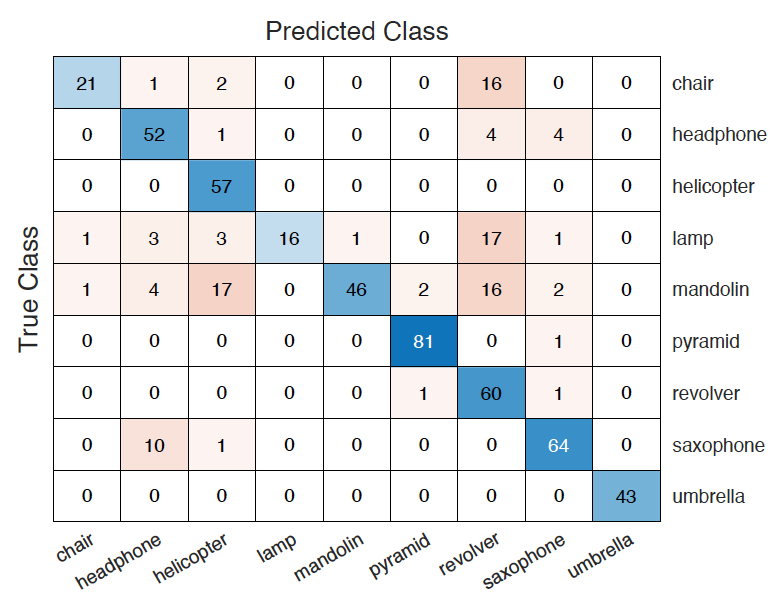 Predicted Class
True Class
21 1 2 0 0 0 16 0 0 chair
0 52 1 0 0 0 4 4 0 headphone
0 0 57 0 0 0 0 0 0 helicopter
1 3 3 16 1 0 17 1 0 lamp
1 4 17 0 46 2 16 2 0 mandolin
0 0 0 0 0 81 0 1 0 pyramid
0 0 0 0 0 1 60 1 0 revolver
0 10 1 0 0 0 0 64 0 saxophone
0 0 0 0 0 0 0 0 43 umbrella
chair headphone helicopter lamp mandolin pyramid revolver saxophone umbrella